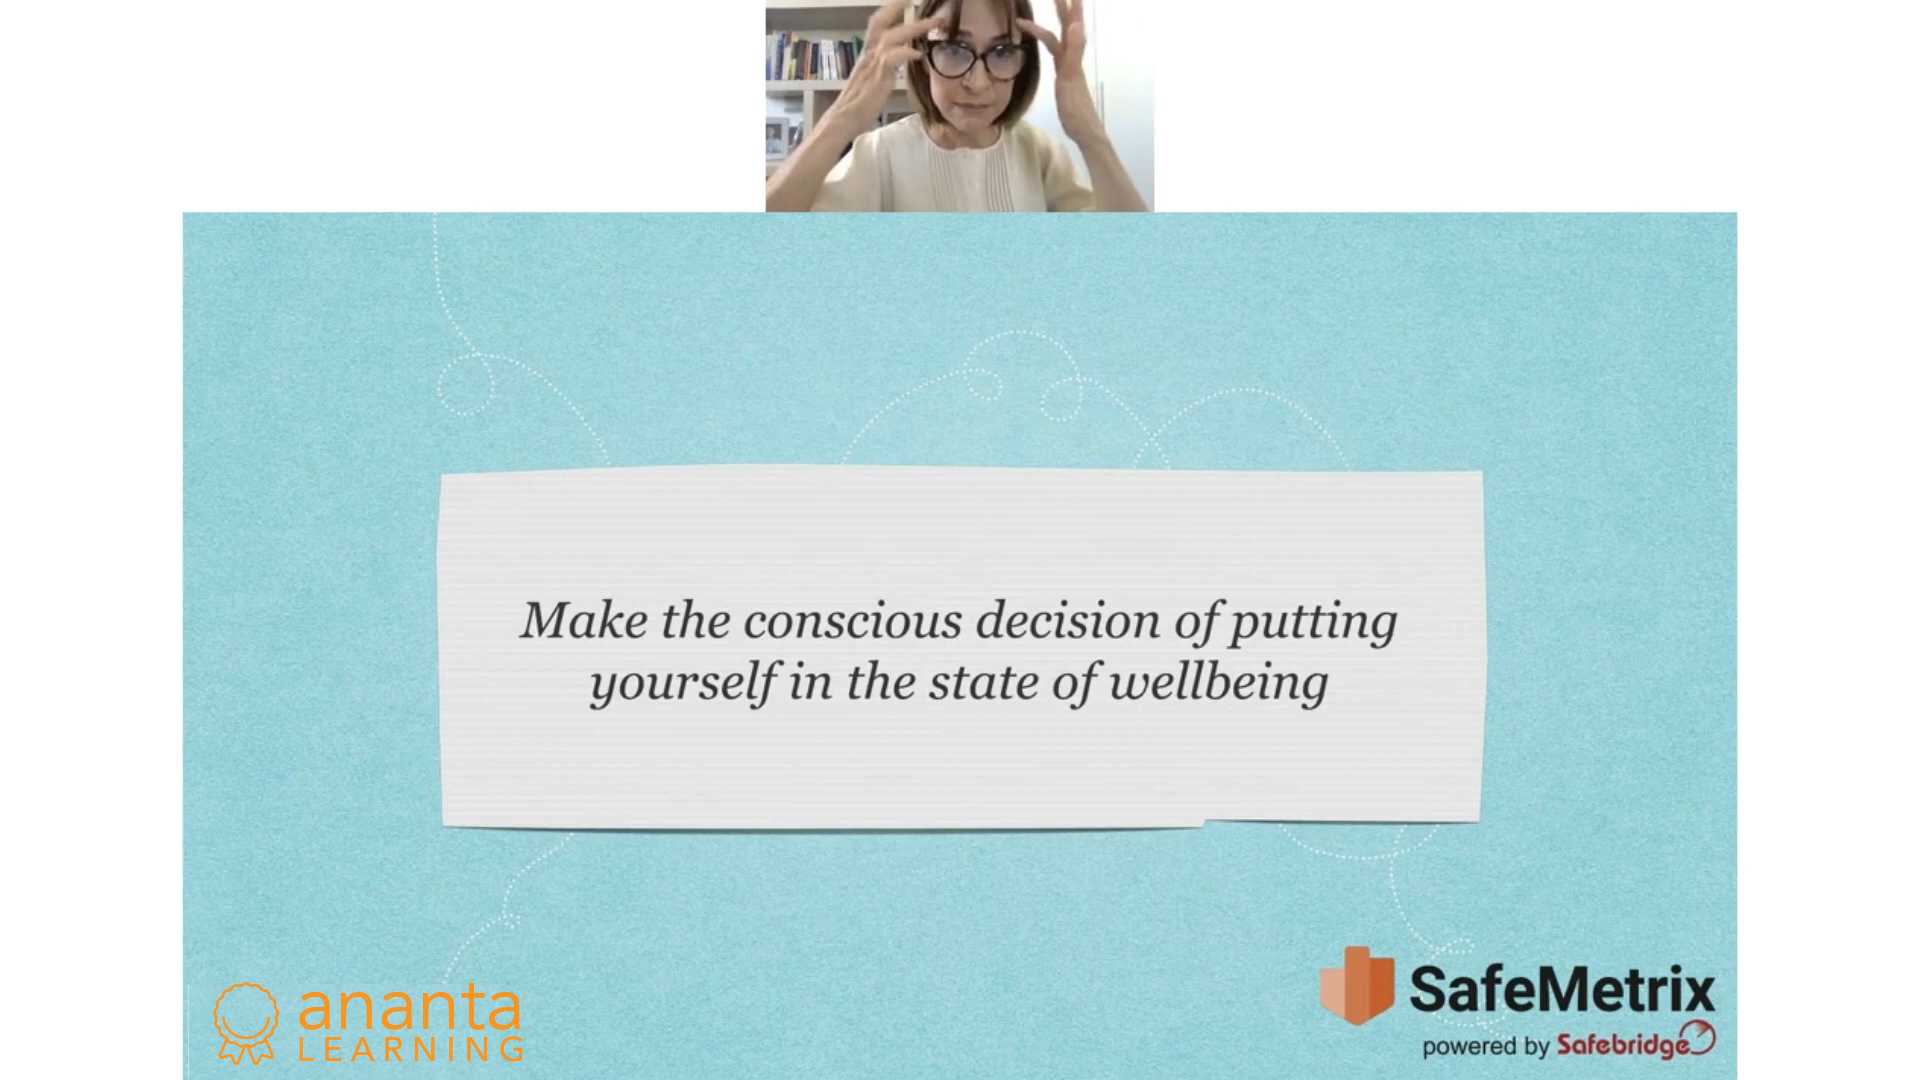 Make the conscious decision of putting
yourself in the state of wellbeing
ananta
LEARNING
SafeMetrix
powered by Safebridge